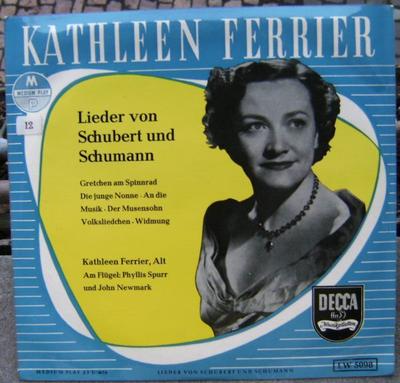 KATHLEEN FERRIER
M
MEDIUM PLAY
12
Lieder von
Schubert und
Schumann
Gretchen am Spinnrad
Die junge Nonne · An die
Musik · Der Musensohn
Volksliedchen · Widmung
Kathleen Ferrier, Alt
Am Flügel: Phyllis Spurr
und John Newmark
DECCA
MEDIUM PLAY
LIEDER VON SCHUBERT UND SCHUMANN
LW 5098